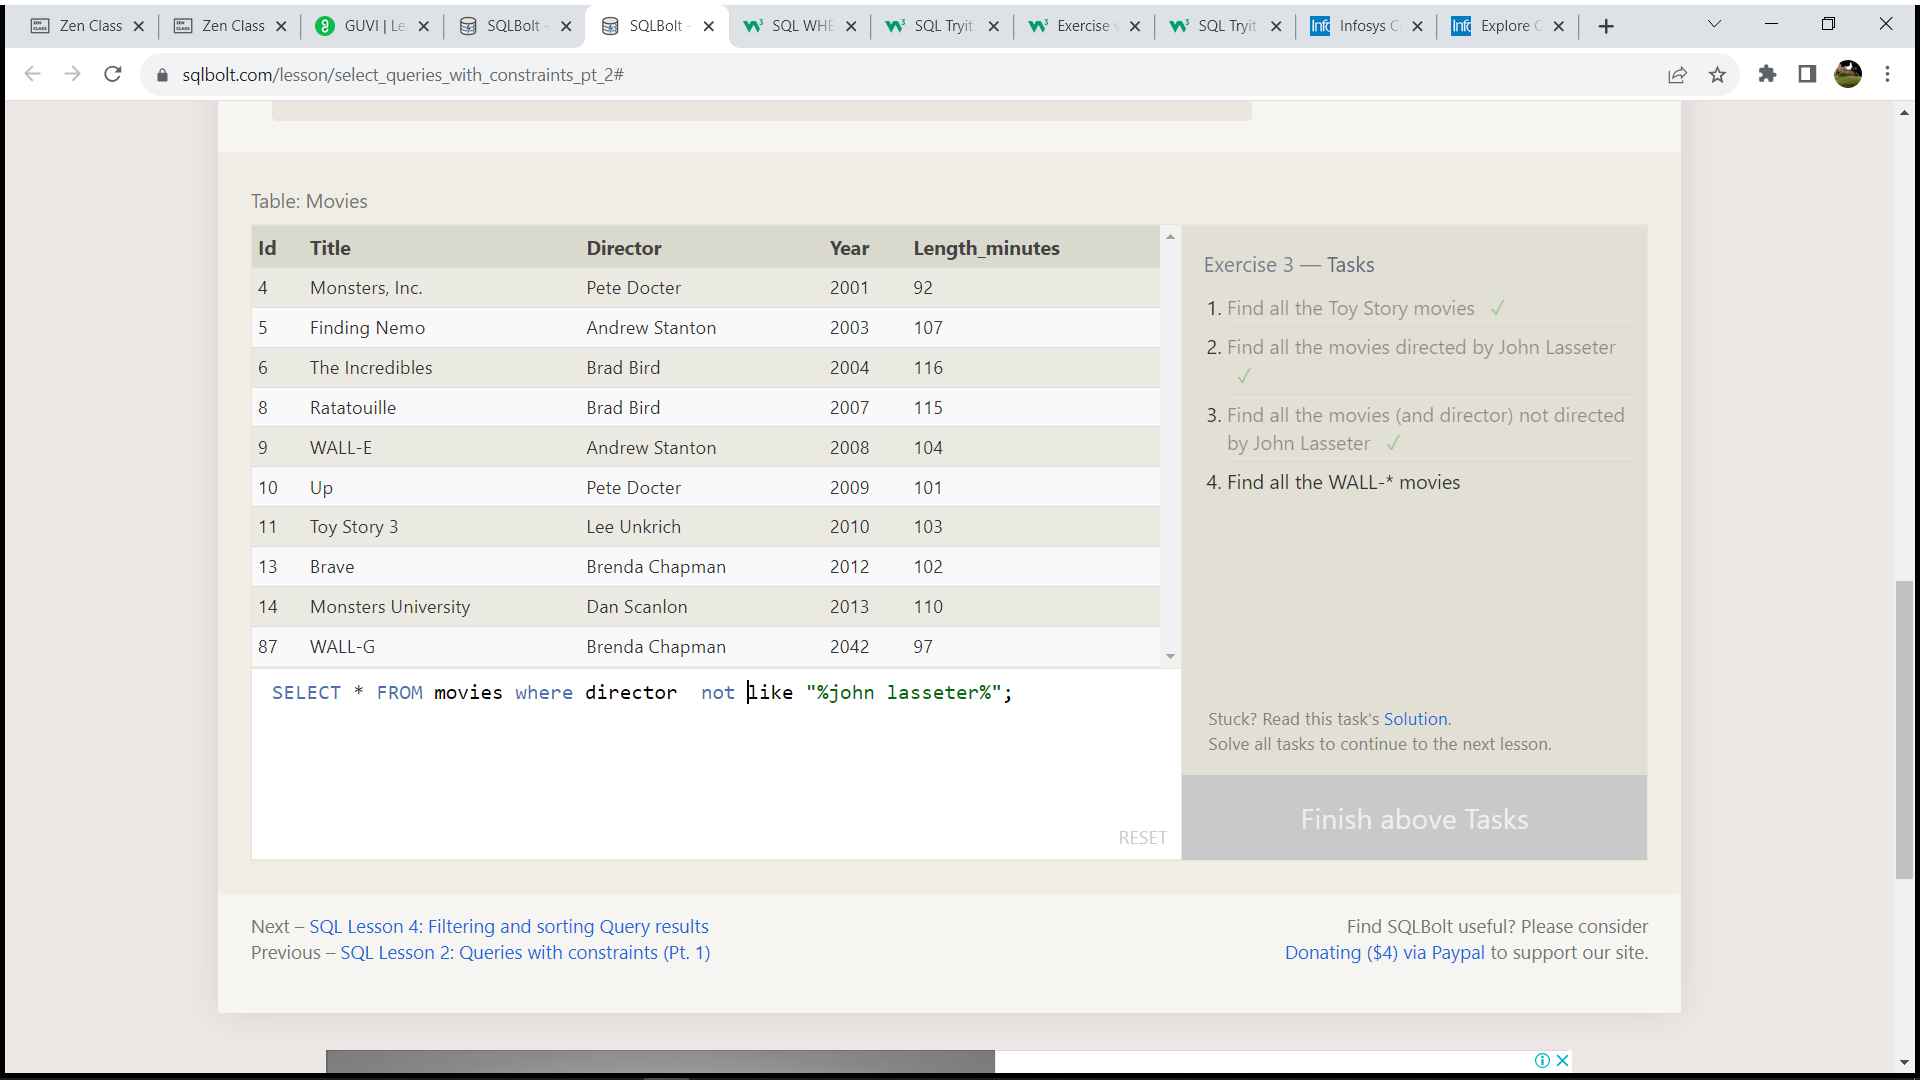 Zen Class
Zen Class
GUVI | Le
SQLBolt -
SQLBolt -
SQL WHE
SQL Tryit
Exercise
SQL Tryit
Infosys C
Explore C
sqlbolt.com/lesson/select_queries_with_constraints_pt_2#
Table: Movies
Id Title Director Year Length_minutes
4 Monsters, Inc. Pete Docter 2001 92
5 Finding Nemo Andrew Stanton 2003 107
6 The Incredibles Brad Bird 2004 116
8 Ratatouille Brad Bird 2007 115
9 WALL-E Andrew Stanton 2008 104
10 Up Pete Docter 2009 101
11 Toy Story 3 Lee Unkrich 2010 103
13 Brave Brenda Chapman 2012 102
14 Monsters University Dan Scanlon 2013 110
87 WALL-G Brenda Chapman 2042 97
SELECT * FROM movies where director  not like "%john lasseter%";
RESET
Exercise 3 — Tasks
1. Find all the Toy Story movies ✓
2. Find all the movies directed by John Lasseter
✓
3. Find all the movies (and director) not directed
by John Lasseter ✓
4. Find all the WALL-* movies
Stuck? Read this task's Solution.
Solve all tasks to continue to the next lesson.
Finish above Tasks
Next – SQL Lesson 4: Filtering and sorting Query results
Previous – SQL Lesson 2: Queries with constraints (Pt. 1)
Find SQLBolt useful? Please consider
Donating ($4) via Paypal to support our site.